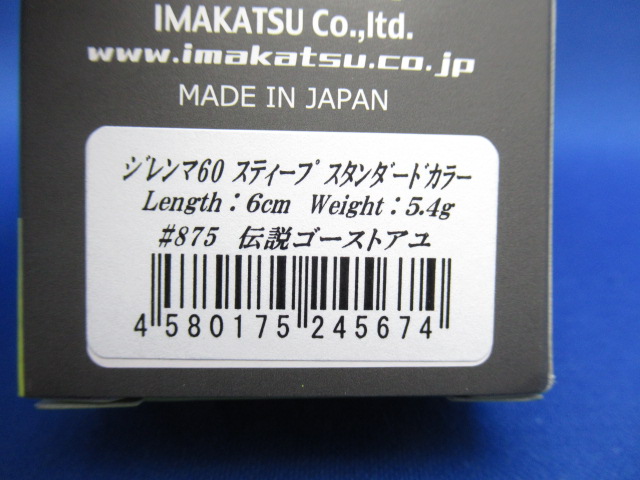 IMAKATSU Co.,ltd.
www.imakatsu.co.jp
MADE IN JAPAN
ジレンマ60 スティープ スタンダードカラー
Length：6cm Weight：5.4g
#875 伝説ゴーストアユ
4 580175 245674